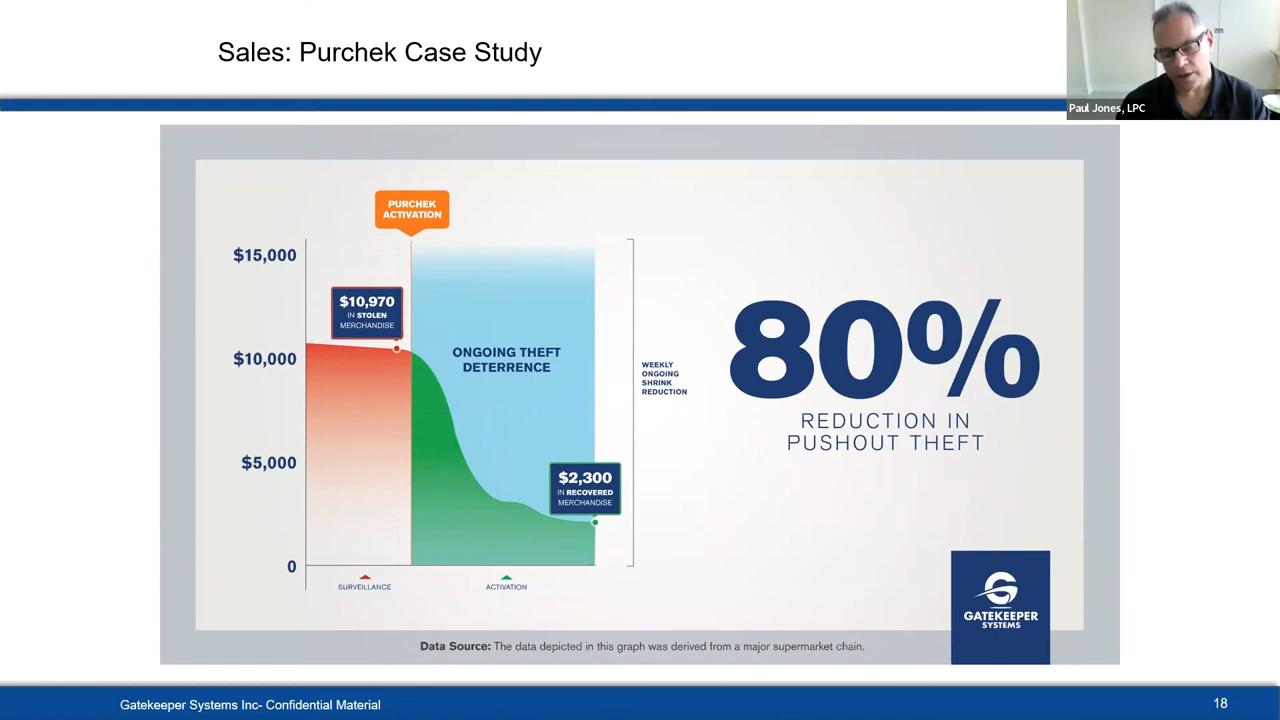 Sales: Purchek Case Study
Paul Jones, LPC
PURCHEK
ACTIVATION
$15,000
$10,000
$5,000
0
$10,970
IN STOLEN
MERCHANDISE
ONGOING THEFT
DETERRENCE
$2,300
IN RECOVERED
MERCHANDISE
SURVEILLANCE
ACTIVATION
WEEKLY
ONGOING
SHRINK
REDUCTION
80%
REDUCTION IN
PUSHOUT THEFT
GATEKEEPER
SYSTEMS
Data Source: The data depicted in this graph was derived from a major supermarket chain.
Gatekeeper Systems Inc- Confidential Material
18